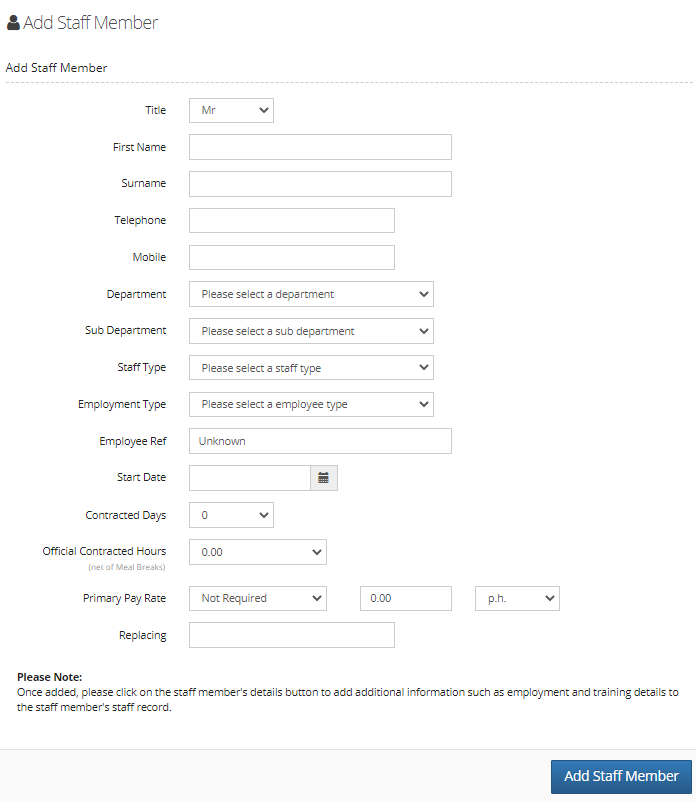 Add Staff Member
Add Staff Member
Title Mr
First Name
Surname
Telephone
Mobile
Department Please select a department
Sub Department Please select a sub department
Staff Type Please select a staff type
Employment Type Please select a employee type
Employee Ref Unknown
Start Date
Contracted Days 0
Official Contracted Hours 0.00
(net of Meal Breaks)
Primary Pay Rate Not Required 0.00 p.h.
Replacing
Please Note:
Once added, please click on the staff member's details button to add additional information such as employment and training details to
the staff member's staff record.
Add Staff Member